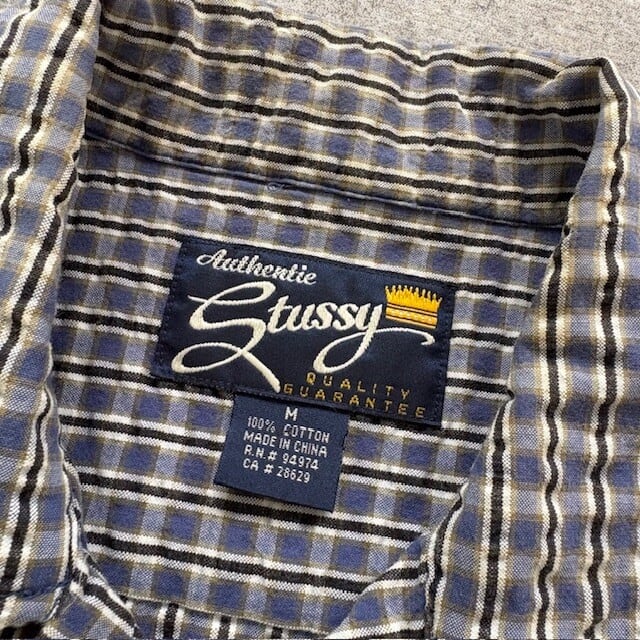 Authentic
Stussy
QUALITY
GUARANTEE
M
100% COTTON
MADE IN CHINA
R.N.# 94974
CA # 28629